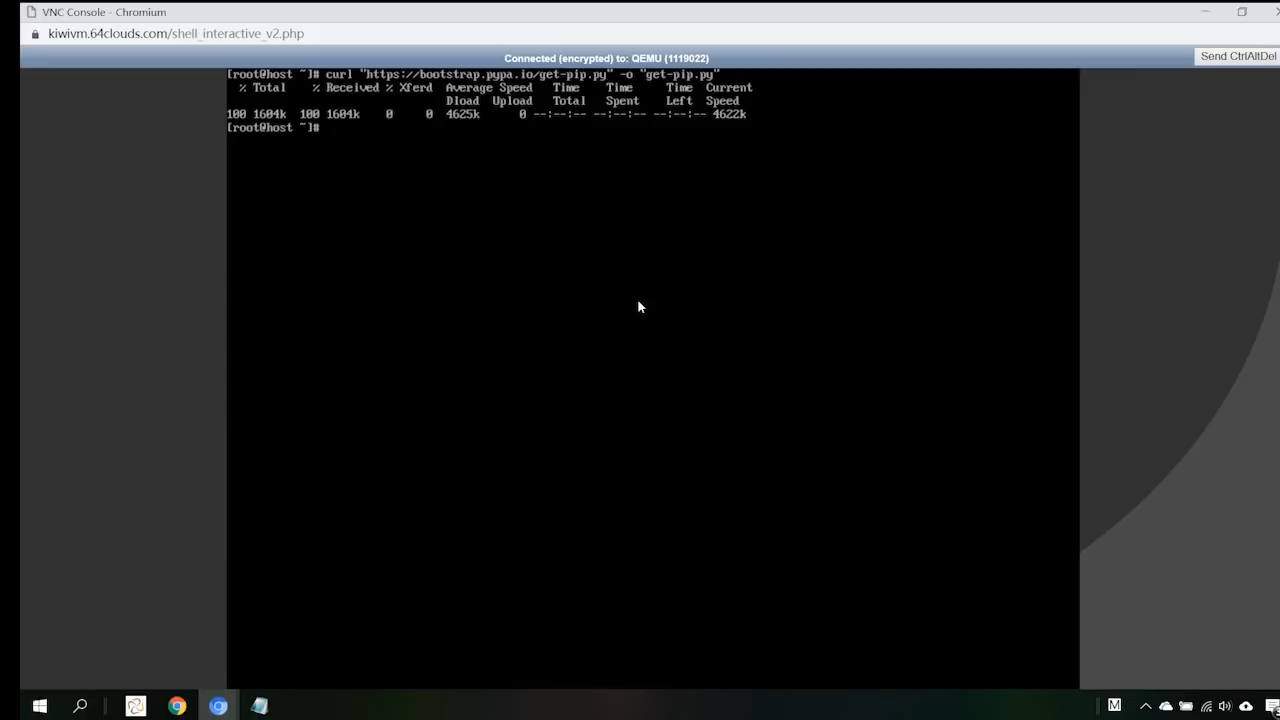 VNC Console - Chromium
kiwivm.64clouds.com/shell_interactive_v2.php
Connected (encrypted) to: QEMU (1119022)
Send CtrlAltDel
[root@host ~]# curl "https://bootstrap.pypa.io/get-pip.py" -o "get-pip.py"
% Total % Received % Xferd Average Speed Time Time Time Current
Dload Upload Total Spent Left Speed
100 1604k 100 1604k 0 0 4625k 0 --:--:-- --:--:-- --:--:-- 4622k
[root@host ~]#
M